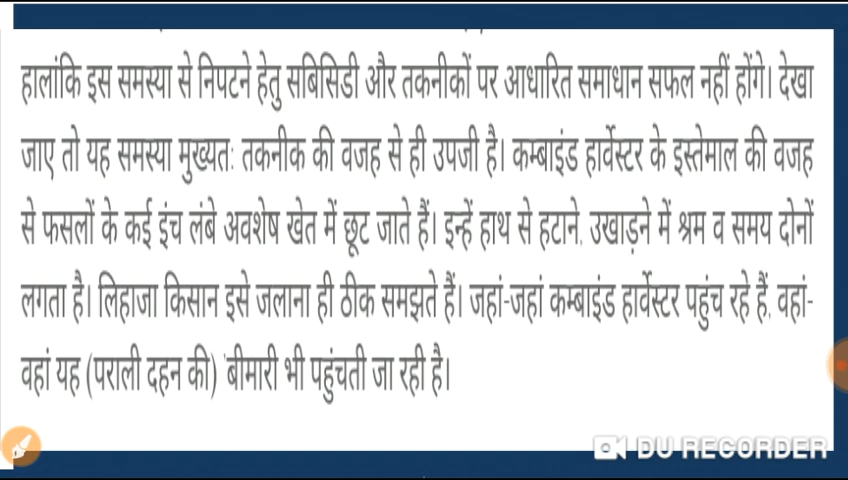 हालांकि इस समस्या से निपटने हेतु सबिसिडी और तकनीकों पर आधारित समाधान सफल नहीं होंगे। देखा
जाए तो यह समस्या मुख्यतः तकनीक की वजह से ही उपजी है। कम्बाइंड हार्वेस्टर के इस्तेमाल की वजह
से फसलों के कई इंच लंबे अवशेष खेत में छूट जाते हैं। इन्हें हाथ से हटाने, उखाड़ने में श्रम व समय दोनों
लगता है। लिहाजा किसान इसे जलाना ही ठीक समझते हैं। जहां-जहां कम्बाइंड हार्वेस्टर पहुंच रहे हैं, वहां-
वहां यह (पराली दहन की) 'बीमारी भी पहुंचती जा रही है।
DU RECORDER